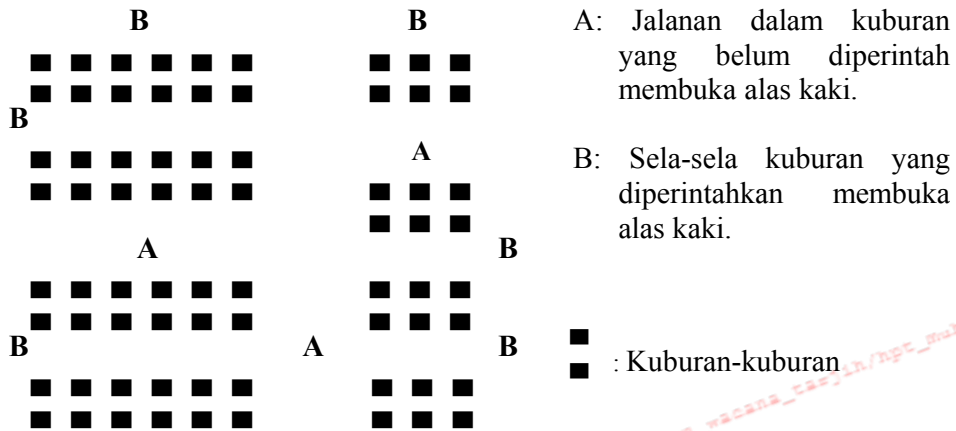 B
B
B
A
A
B
B
A
B
A: Jalanan dalam kuburan
yang belum diperintah
membuka alas kaki.
B: Sela-sela kuburan yang
diperintahkan membuka
alas kaki.
: Kuburan-kuburan